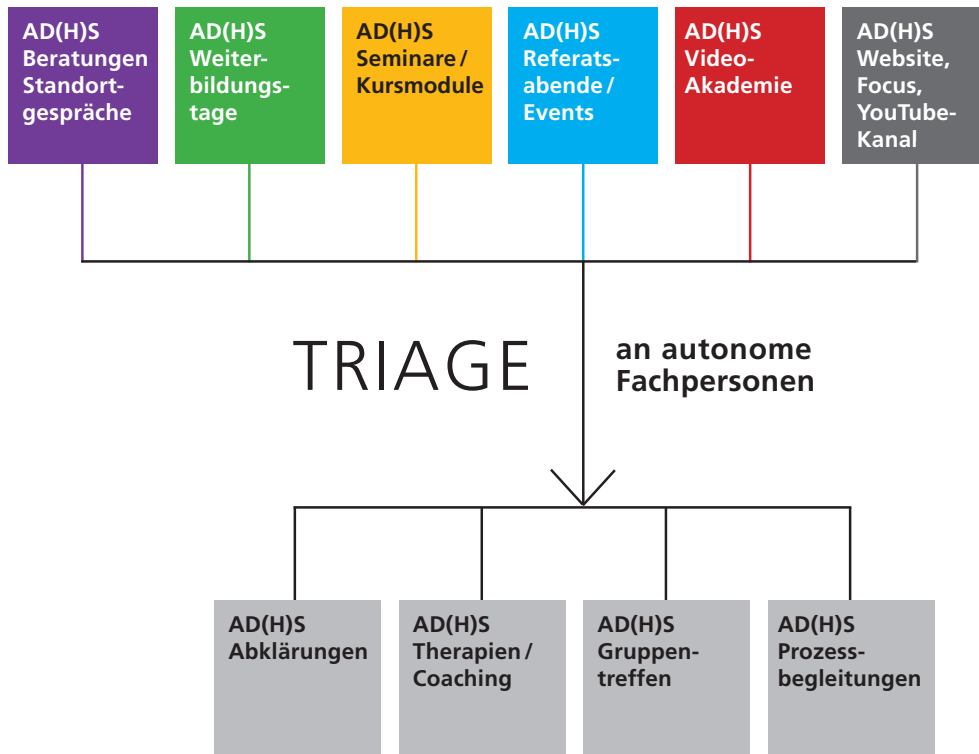 AD(H)S
Beratungen
Standort-
gespräche
AD(H)S
Weiter-
bildungs-
tage
AD(H)S
Seminare /
Kursmodule
AD(H)S
Referats-
abende /
Events
AD(H)S
Video-
Akademie
AD(H)S
Website,
Focus,
YouTube-
Kanal
TRIAGE
an autonome
Fachpersonen
AD(H)S
Abklärungen
AD(H)S
Therapien /
Coaching
AD(H)S
Gruppen-
treffen
AD(H)S
Prozess-
begleitungen